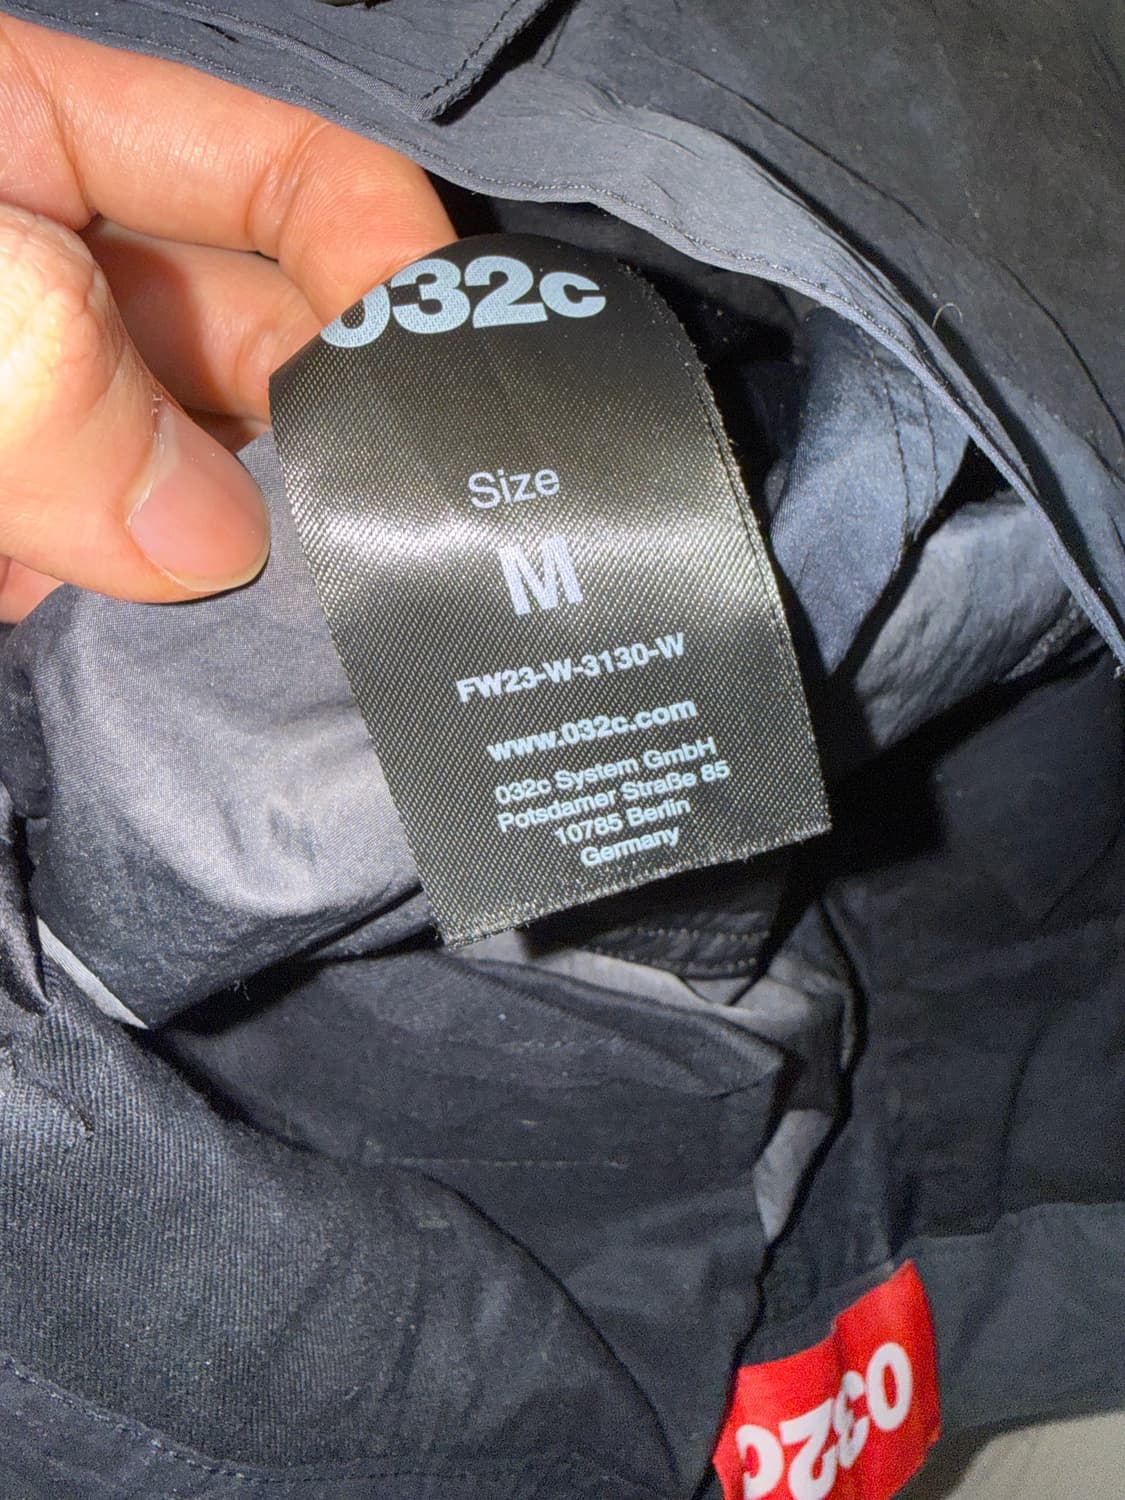 032c
Size
M
FW23-W-3130-W
www.032c.com
032c System GmbH
Potsdamer Straße 85
10785 Berlin
Germany
032c